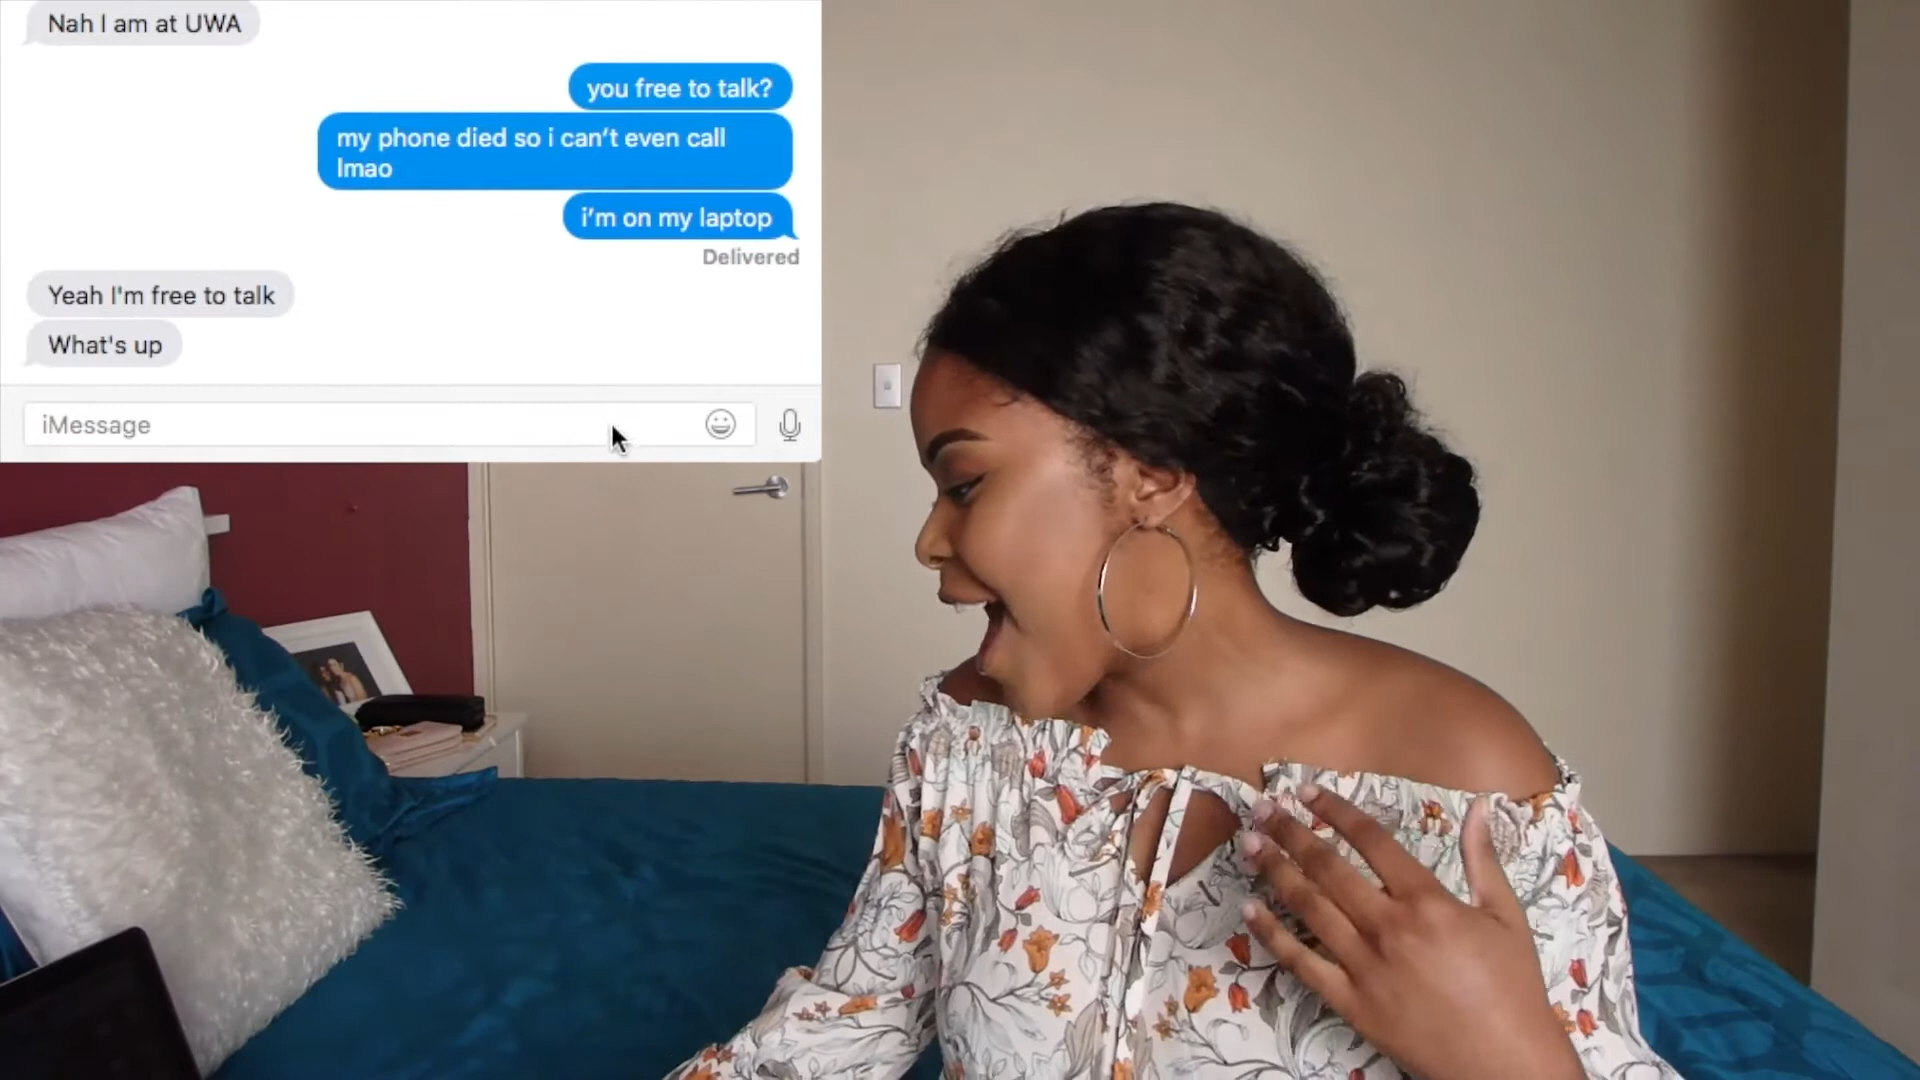 Nah I am at UWA
you free to talk?
my phone died so i can’t even call
lmao
i’m on my laptop
Delivered
Yeah I'm free to talk
What's up
iMessage